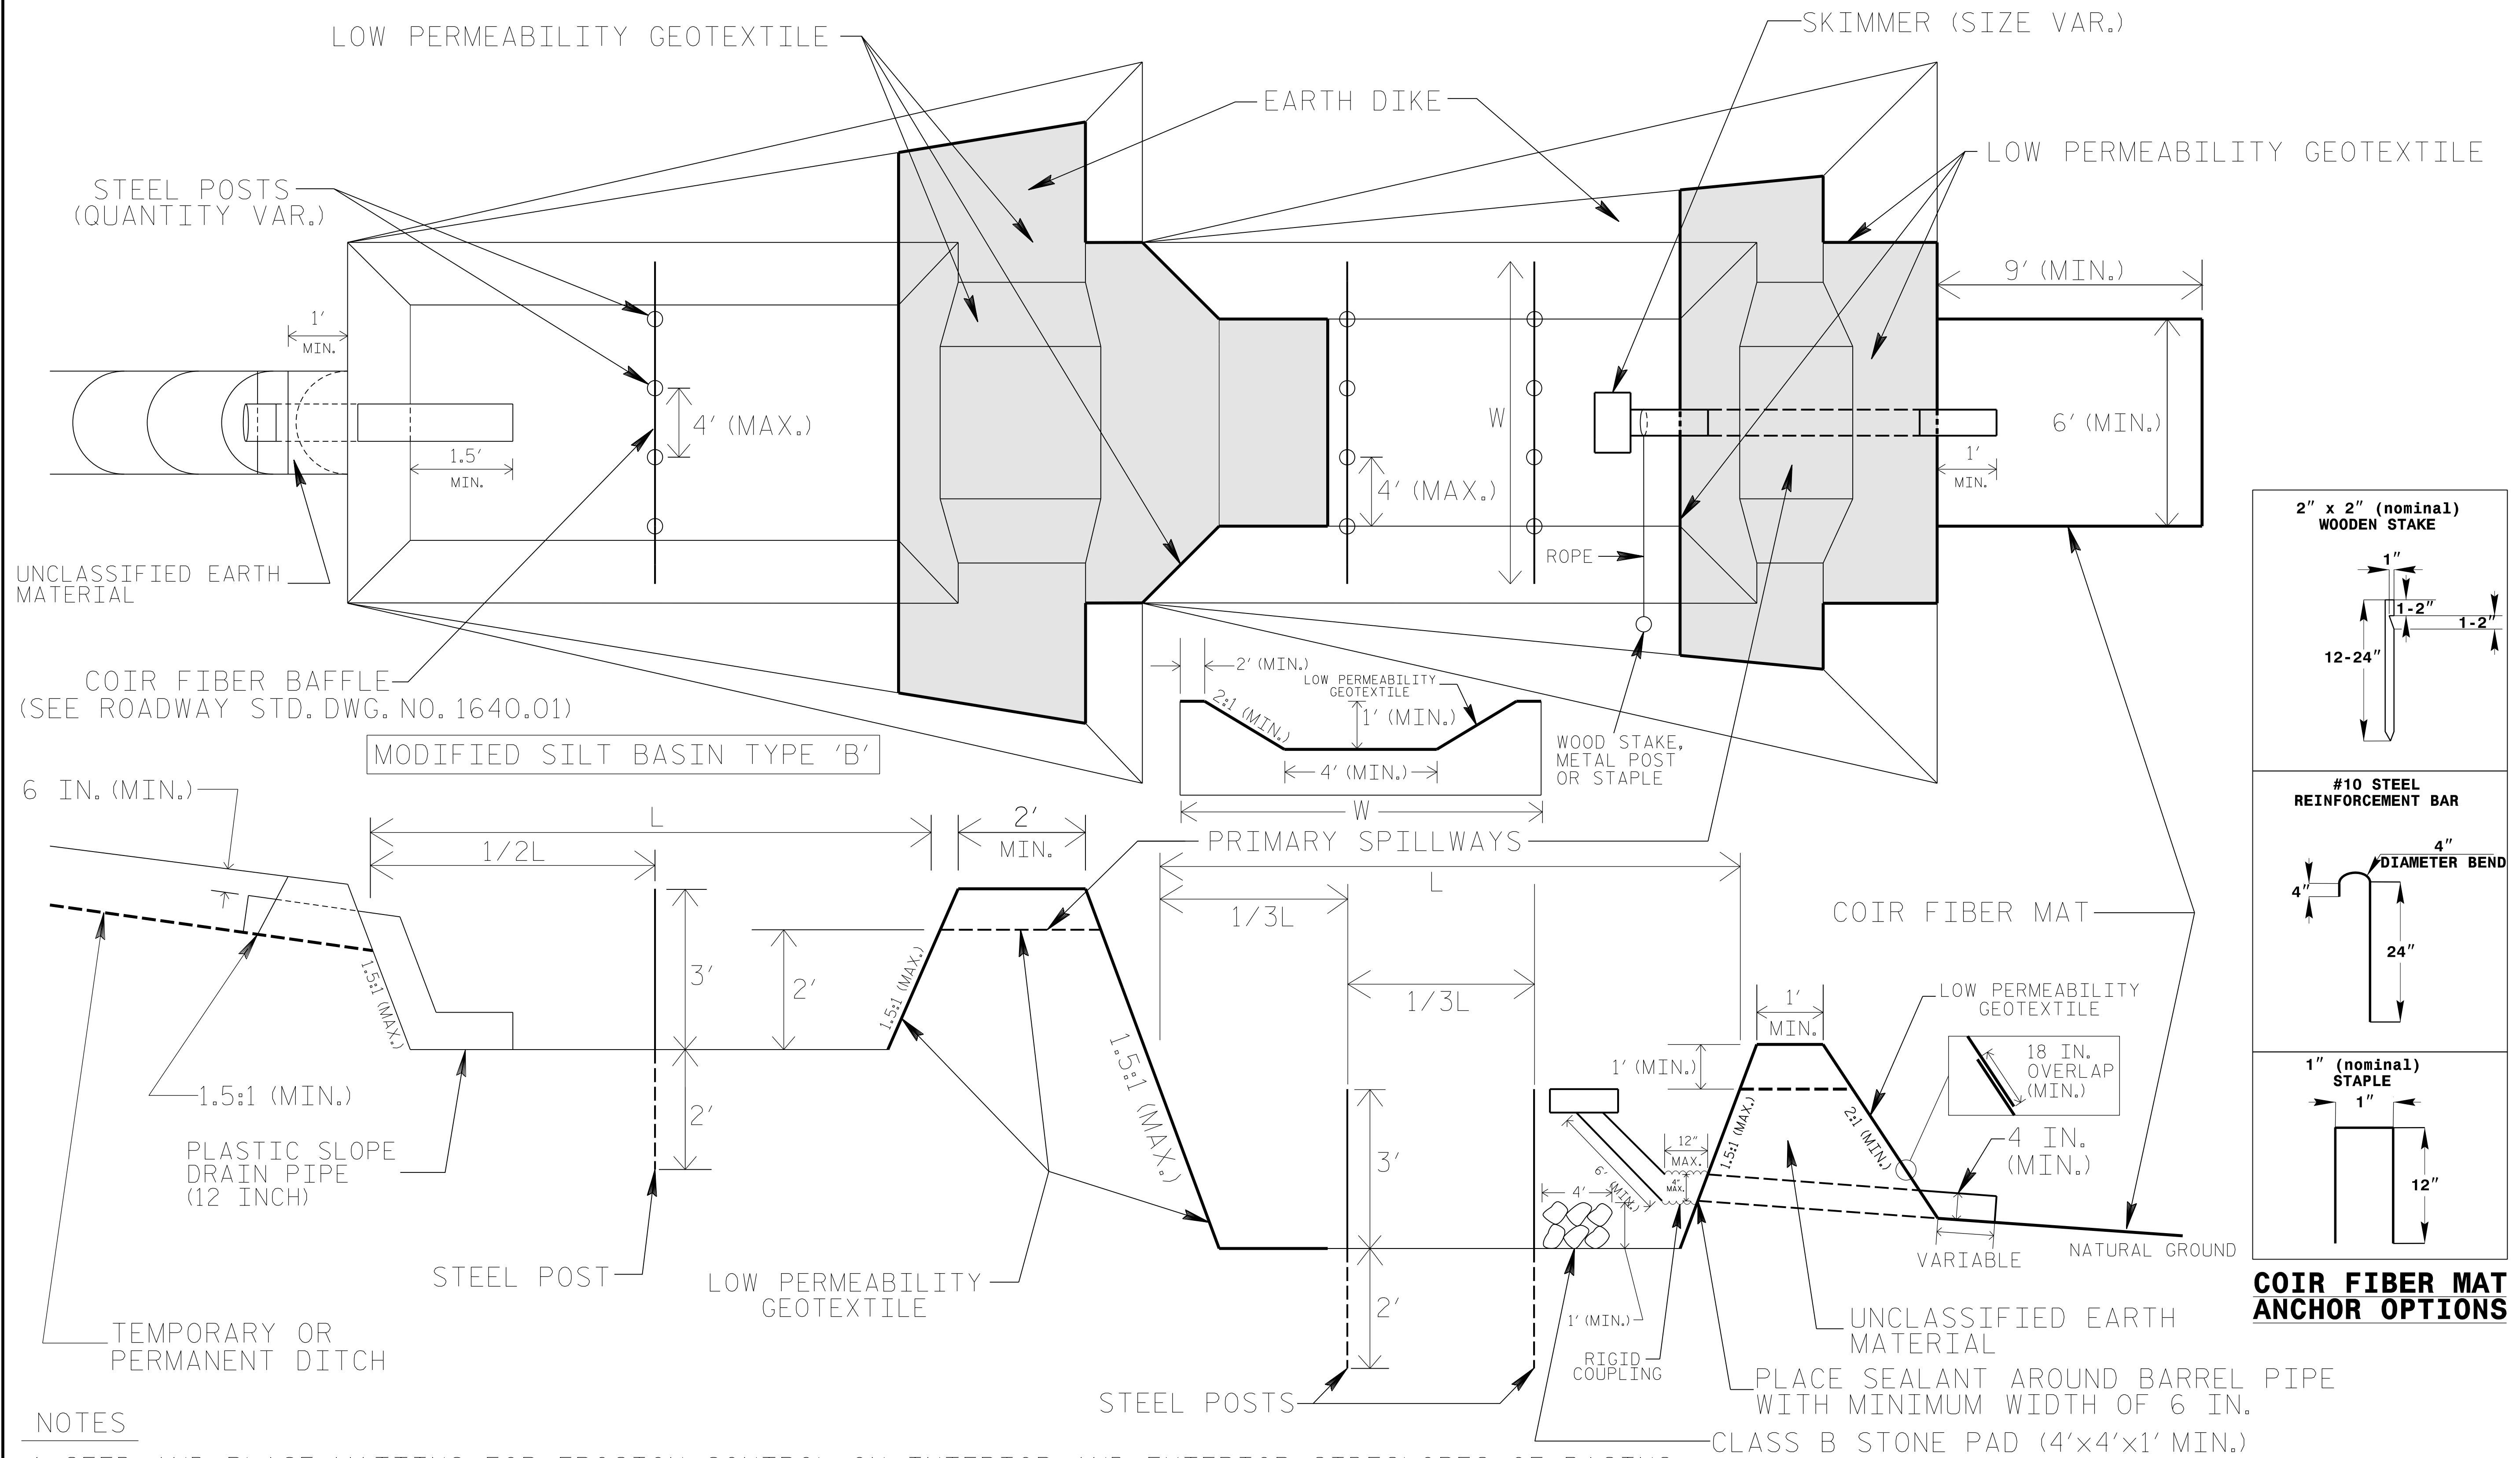 LOW PERMEABILITY GEOTEXTILE
SKIMMER (SIZE VAR.)
EARTH DIKE
LOW PERMEABILITY GEOTEXTILE
STEEL POSTS
(QUANTITY VAR.)
9' (MIN.)
1'
MIN.
4' (MAX.)
W
6' (MIN.)
1.5'
MIN.
4' (MAX.)
1'
MIN.
ROPE
UNCLASSIFIED EARTH
MATERIAL
COIR FIBER BAFFLE
(SEE ROADWAY STD. DWG. NO. 1640.01)
2' (MIN.)
LOW PERMEABILITY
GEOTEXTILE
2:1 (MIN.)
1' (MIN.)
4' (MIN.)
W
WOOD STAKE,
METAL POST
OR STAPLE
MODIFIED SILT BASIN TYPE 'B'
6 IN. (MIN.)
L
1/2L
2'
MIN.
PRIMARY SPILLWAYS
L
1/3L
1/3L
COIR FIBER MAT
1.5:1 (MAX.)
3'
2'
2'
1.5:1 (MAX.)
1.5:1 (MAX.)
1.5:1 (MIN.)
PLASTIC SLOPE
DRAIN PIPE
(12 INCH)
STEEL POST
LOW PERMEABILITY
GEOTEXTILE
TEMPORARY OR
PERMANENT DITCH
3'
2'
STEEL POSTS
1'
MIN.
1' (MIN.)
LOW PERMEABILITY
GEOTEXTILE
18 IN.
OVERLAP
(MIN.)
12"
MAX.
1.5:1 (MAX.)
2:1 (MIN.)
4 IN.
(MIN.)
6' (MIN.)
4"
MAX.
4'
1' (MIN.)
VARIABLE
NATURAL GROUND
RIGID
COUPLING
UNCLASSIFIED EARTH
MATERIAL
PLACE SEALANT AROUND BARREL PIPE
WITH MINIMUM WIDTH OF 6 IN.
CLASS B STONE PAD (4'x4'x1' MIN.)
2" x 2" (nominal)
WOODEN STAKE
1"
1-2"
1-2"
12-24"
#10 STEEL
REINFORCEMENT BAR
4"
DIAMETER BEND
4"
24"
1" (nominal)
STAPLE
1"
12"
COIR FIBER MAT
ANCHOR OPTIONS
NOTES